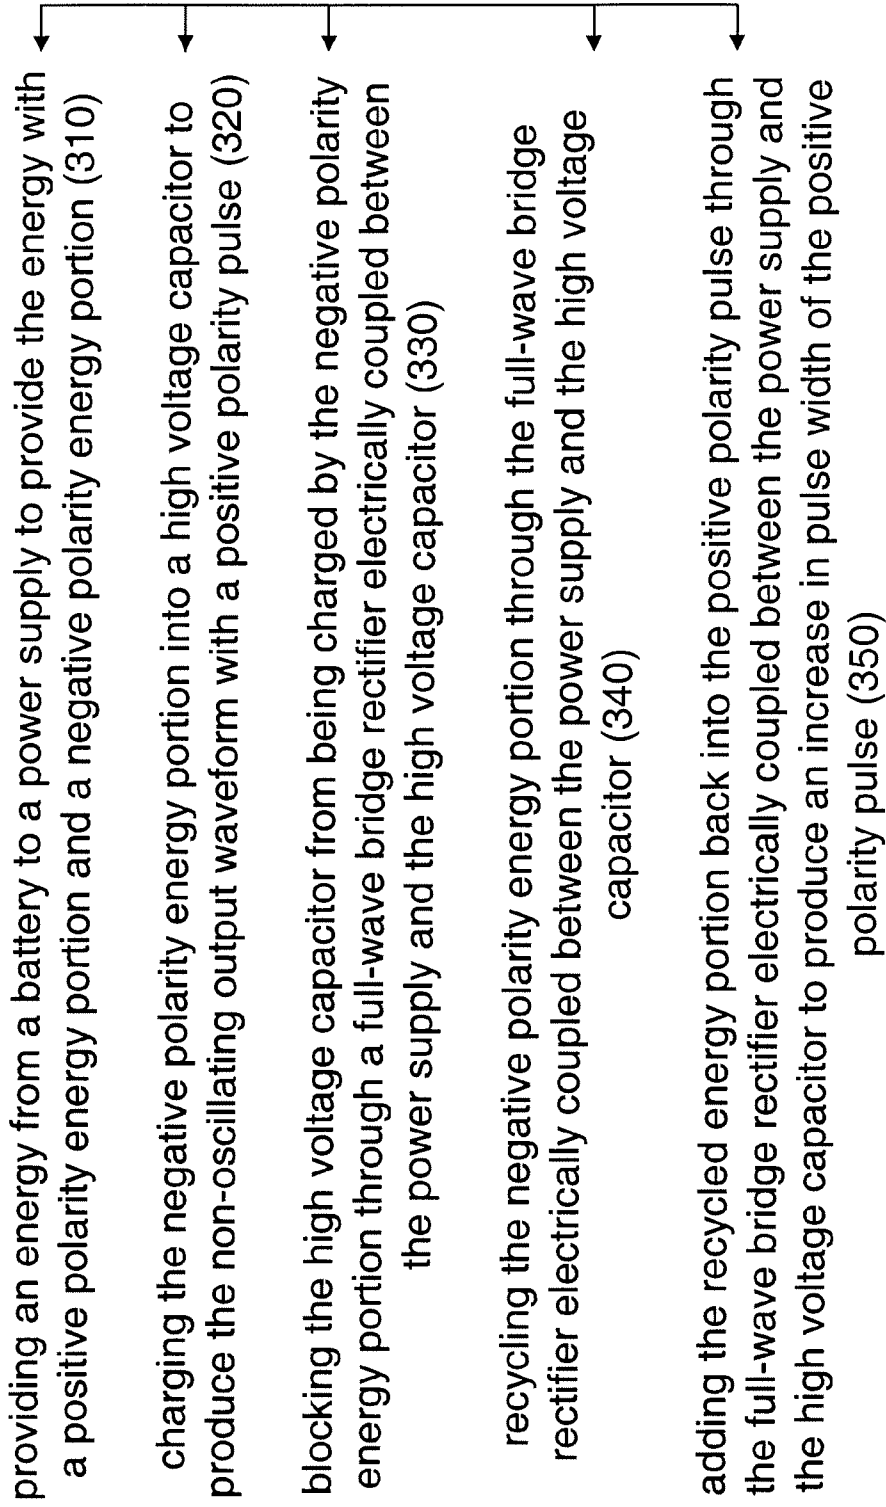 providing an energy from a battery to a power supply to provide the energy with
a positive polarity energy portion and a negative polarity energy portion (310)
charging the negative polarity energy portion into a high voltage capacitor to
produce the non-oscillating output waveform with a positive polarity pulse (320)
blocking the high voltage capacitor from being charged by the negative polarity
energy portion through a full-wave bridge rectifier electrically coupled between
the power supply and the high voltage capacitor (330)
recycling the negative polarity energy portion through the full-wave bridge
rectifier electrically coupled between the power supply and the high voltage
capacitor (340)
adding the recycled energy portion back into the positive polarity pulse through
the full-wave bridge rectifier electrically coupled between the power supply and
the high voltage capacitor to produce an increase in pulse width of the positive
polarity pulse (350)